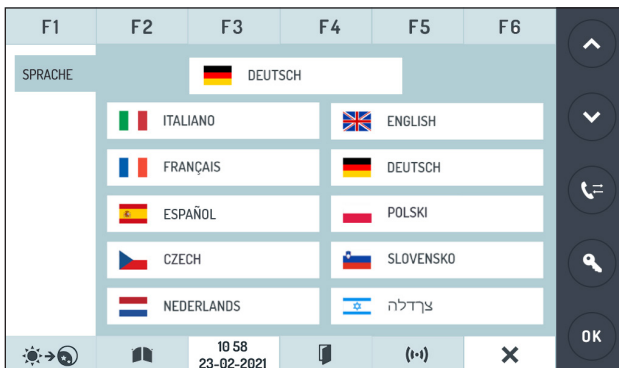 F1 F2 F3 F4 F5 F6
SPRACHE
DEUTSCH
ITALIANO ENGLISH
FRANÇAIS DEUTSCH
ESPAÑOL POLSKI
CZECH SLOVENSKO
NEDERLANDS צרדלה
10 58
23-02-2021
OK